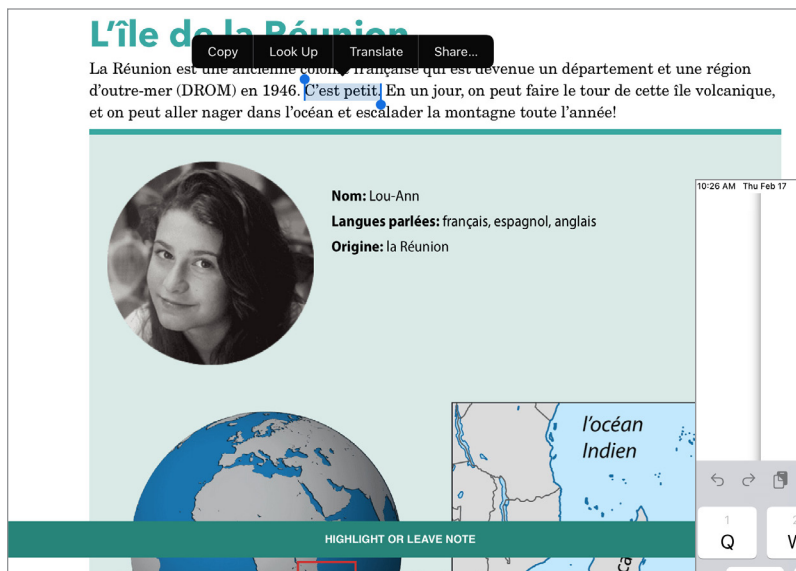 L'île de la Réunion
Copy Look Up Translate Share...
La Réunion est une ancienne colonie française qui est devenue un département et une région
d'outre-mer (DROM) en 1946. C'est petit. En un jour, on peut faire le tour de cette île volcanique,
et on peut aller nager dans l'océan et escalader la montagne toute l'année!
10:26 AM Thu Feb 17
Nom: Lou-Ann
Langues parlées: français, espagnol, anglais
Origine: la Réunion
l'océan
Indien
1
Q
HIGHLIGHT OR LEAVE NOTE